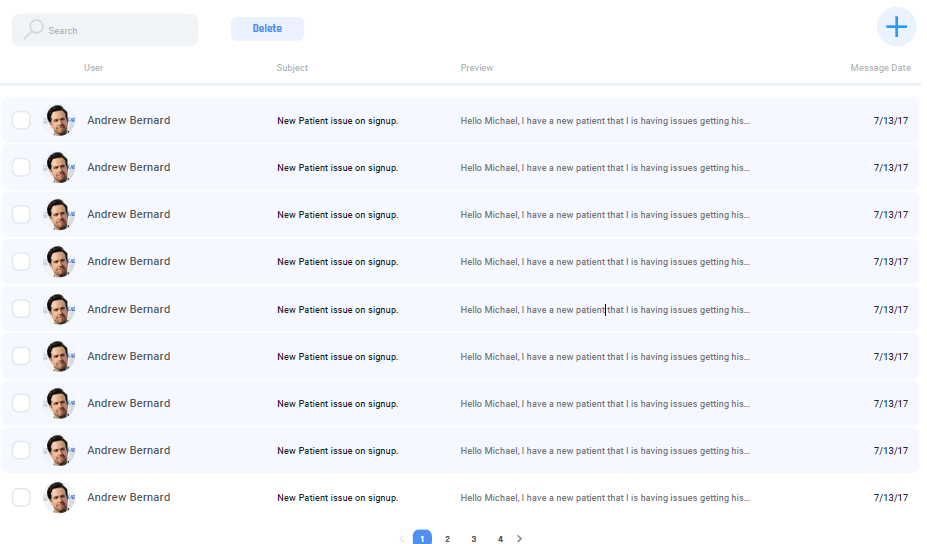 Search Delete
User Subject Preview Message Date
Andrew Bernard New Patient issue on signup. Hello Michael, I have a new patient that I is having issues getting his... 7/13/17
Andrew Bernard New Patient issue on signup. Hello Michael, I have a new patient that I is having issues getting his... 7/13/17
Andrew Bernard New Patient issue on signup. Hello Michael, I have a new patient that I is having issues getting his... 7/13/17
Andrew Bernard New Patient issue on signup. Hello Michael, I have a new patient that I is having issues getting his... 7/13/17
Andrew Bernard New Patient issue on signup. Hello Michael, I have a new patient that I is having issues getting his... 7/13/17
Andrew Bernard New Patient issue on signup. Hello Michael, I have a new patient that I is having issues getting his... 7/13/17
Andrew Bernard New Patient issue on signup. Hello Michael, I have a new patient that I is having issues getting his... 7/13/17
Andrew Bernard New Patient issue on signup. Hello Michael, I have a new patient that I is having issues getting his... 7/13/17
Andrew Bernard New Patient issue on signup. Hello Michael, I have a new patient that I is having issues getting his... 7/13/17
1 2 3 4